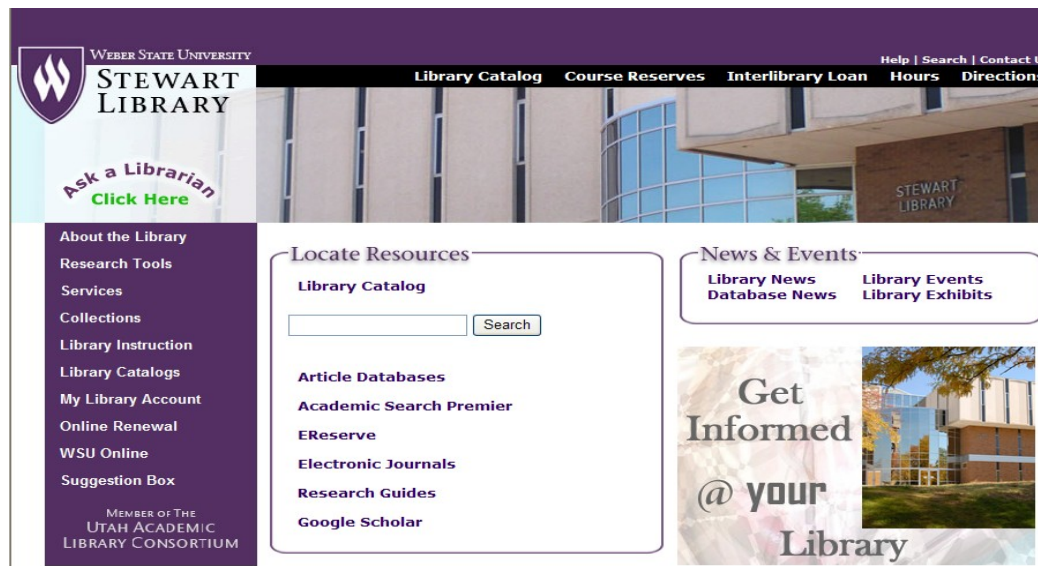 WEBER STATE UNIVERSITY
STEWART
LIBRARY
Help | Search | Contact U
Library Catalog Course Reserves Interlibrary Loan Hours Directions
STEWART
LIBRARY
Ask a Librarian
Click Here
About the Library
Research Tools
Services
Collections
Library Instruction
Library Catalogs
My Library Account
Online Renewal
WSU Online
Suggestion Box
MEMBER OF THE
UTAH ACADEMIC
LIBRARY CONSORTIUM
Locate Resources
Library Catalog
Search
Article Databases
Academic Search Premier
EReserve
Electronic Journals
Research Guides
Google Scholar
News & Events
Library News Library Events
Database News Library Exhibits
Get
Informed
@ your
Library